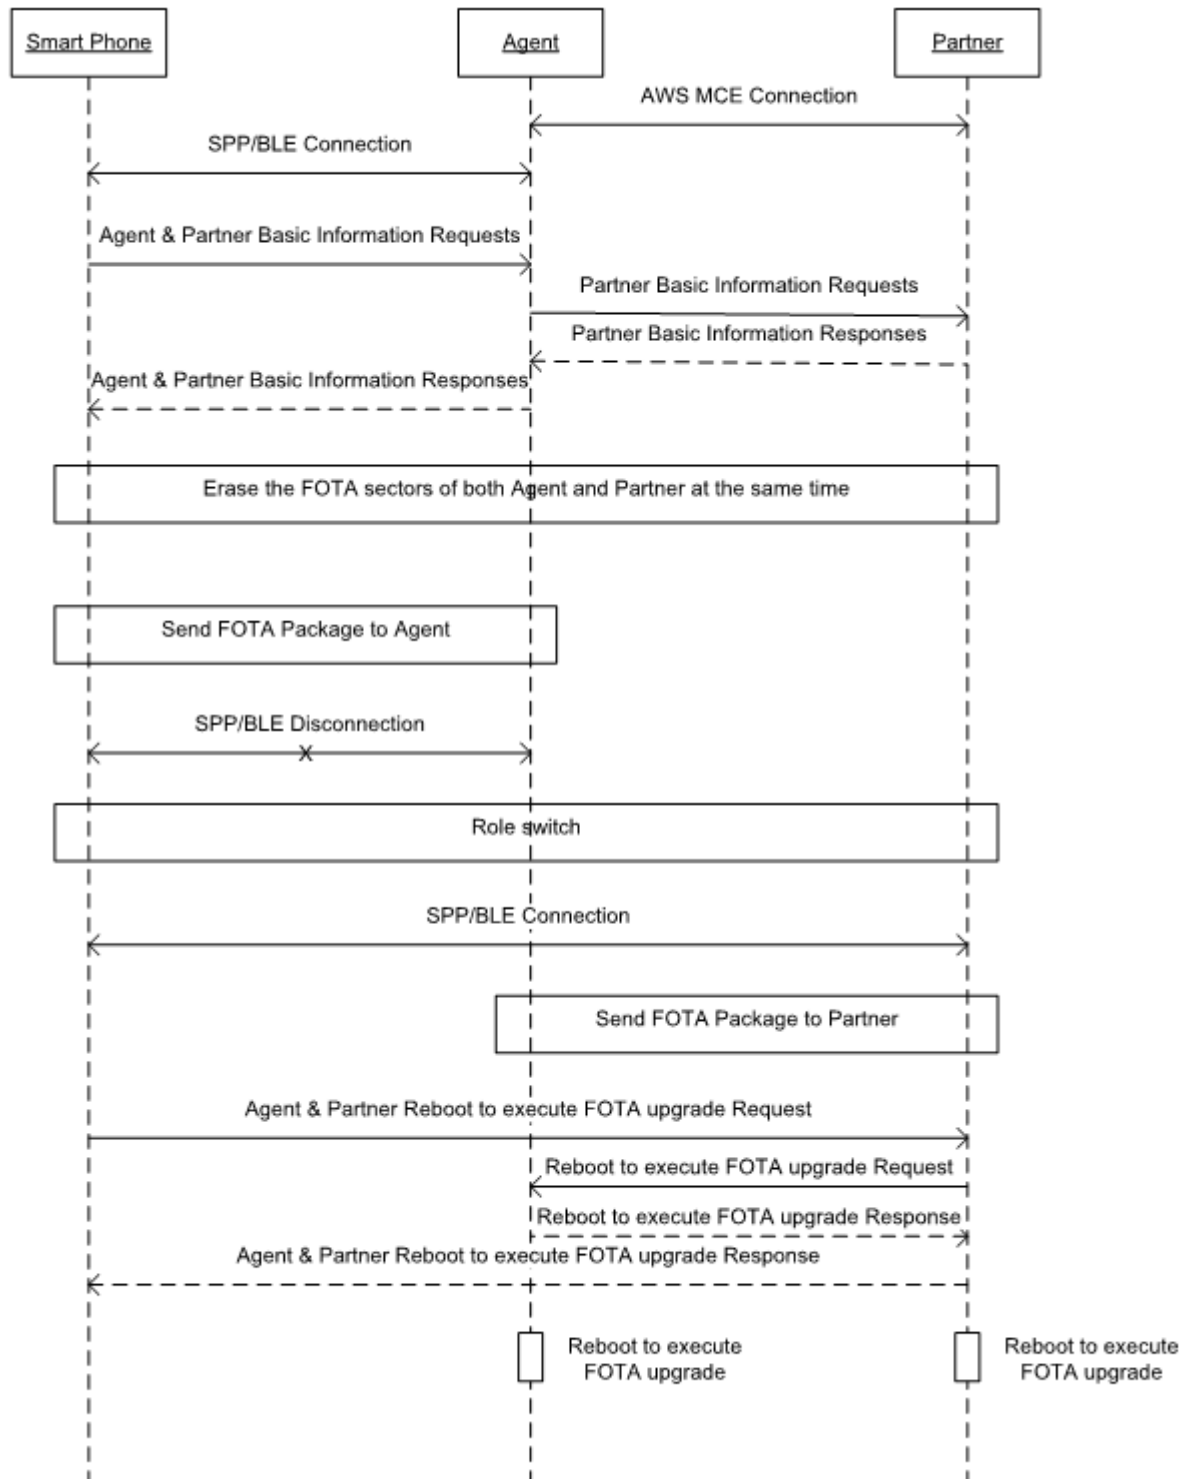 Smart Phone
Agent
Partner
AWS MCE Connection
SPP/BLE Connection
Agent & Partner Basic Information Requests
Partner Basic Information Requests
Partner Basic Information Responses
Agent & Partner Basic Information Responses
Erase the FOTA sectors of both Agent and Partner at the same time
Send FOTA Package to Agent
SPP/BLE Disconnection
X
Role switch
SPP/BLE Connection
Send FOTA Package to Partner
Agent & Partner Reboot to execute FOTA upgrade Request
Reboot to execute FOTA upgrade Request
Reboot to execute FOTA upgrade Response
Agent & Partner Reboot to execute FOTA upgrade Response
Reboot to execute
FOTA upgrade
Reboot to execute
FOTA upgrade